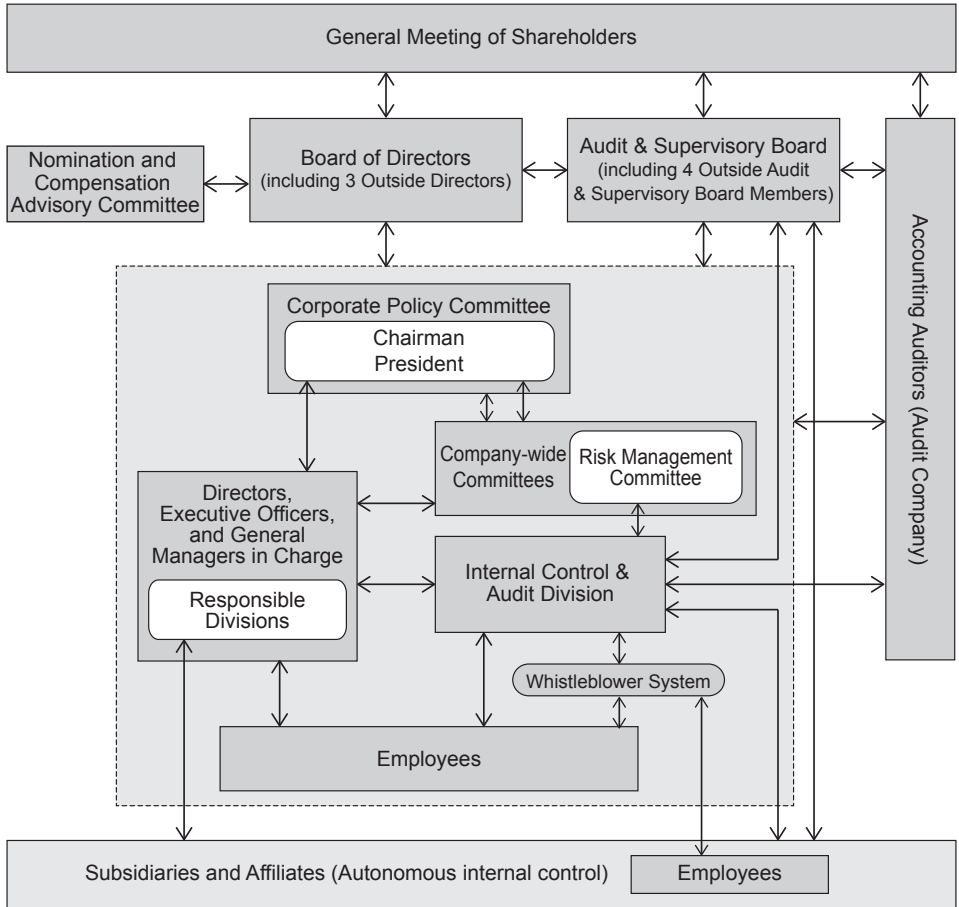 General Meeting of Shareholders
Nomination and
Compensation
Advisory Committee
Board of Directors
(including 3 Outside Directors)
Audit & Supervisory Board
(including 4 Outside Audit
& Supervisory Board Members)
Accounting Auditors (Audit Company)
Corporate Policy Committee
Chairman
President
Company-wide
Committees
Risk Management
Committee
Directors,
Executive Officers,
and General
Managers in Charge
Responsible
Divisions
Internal Control &
Audit Division
Whistleblower System
Employees
Subsidiaries and Affiliates (Autonomous internal control)
Employees